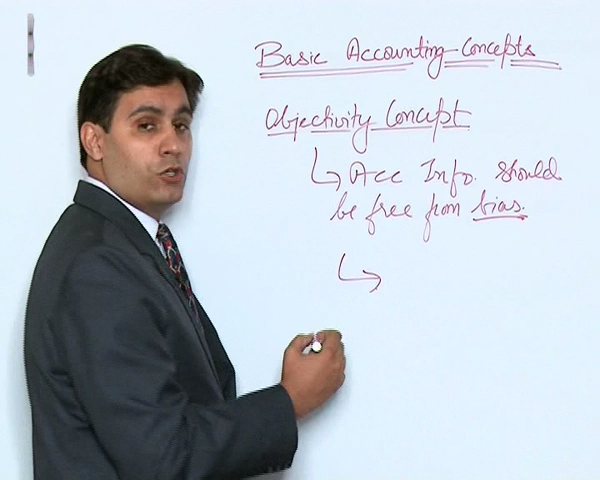 Basic Accounting Concepts
Objectivity Concept
Acc Info. should
be free from bias.